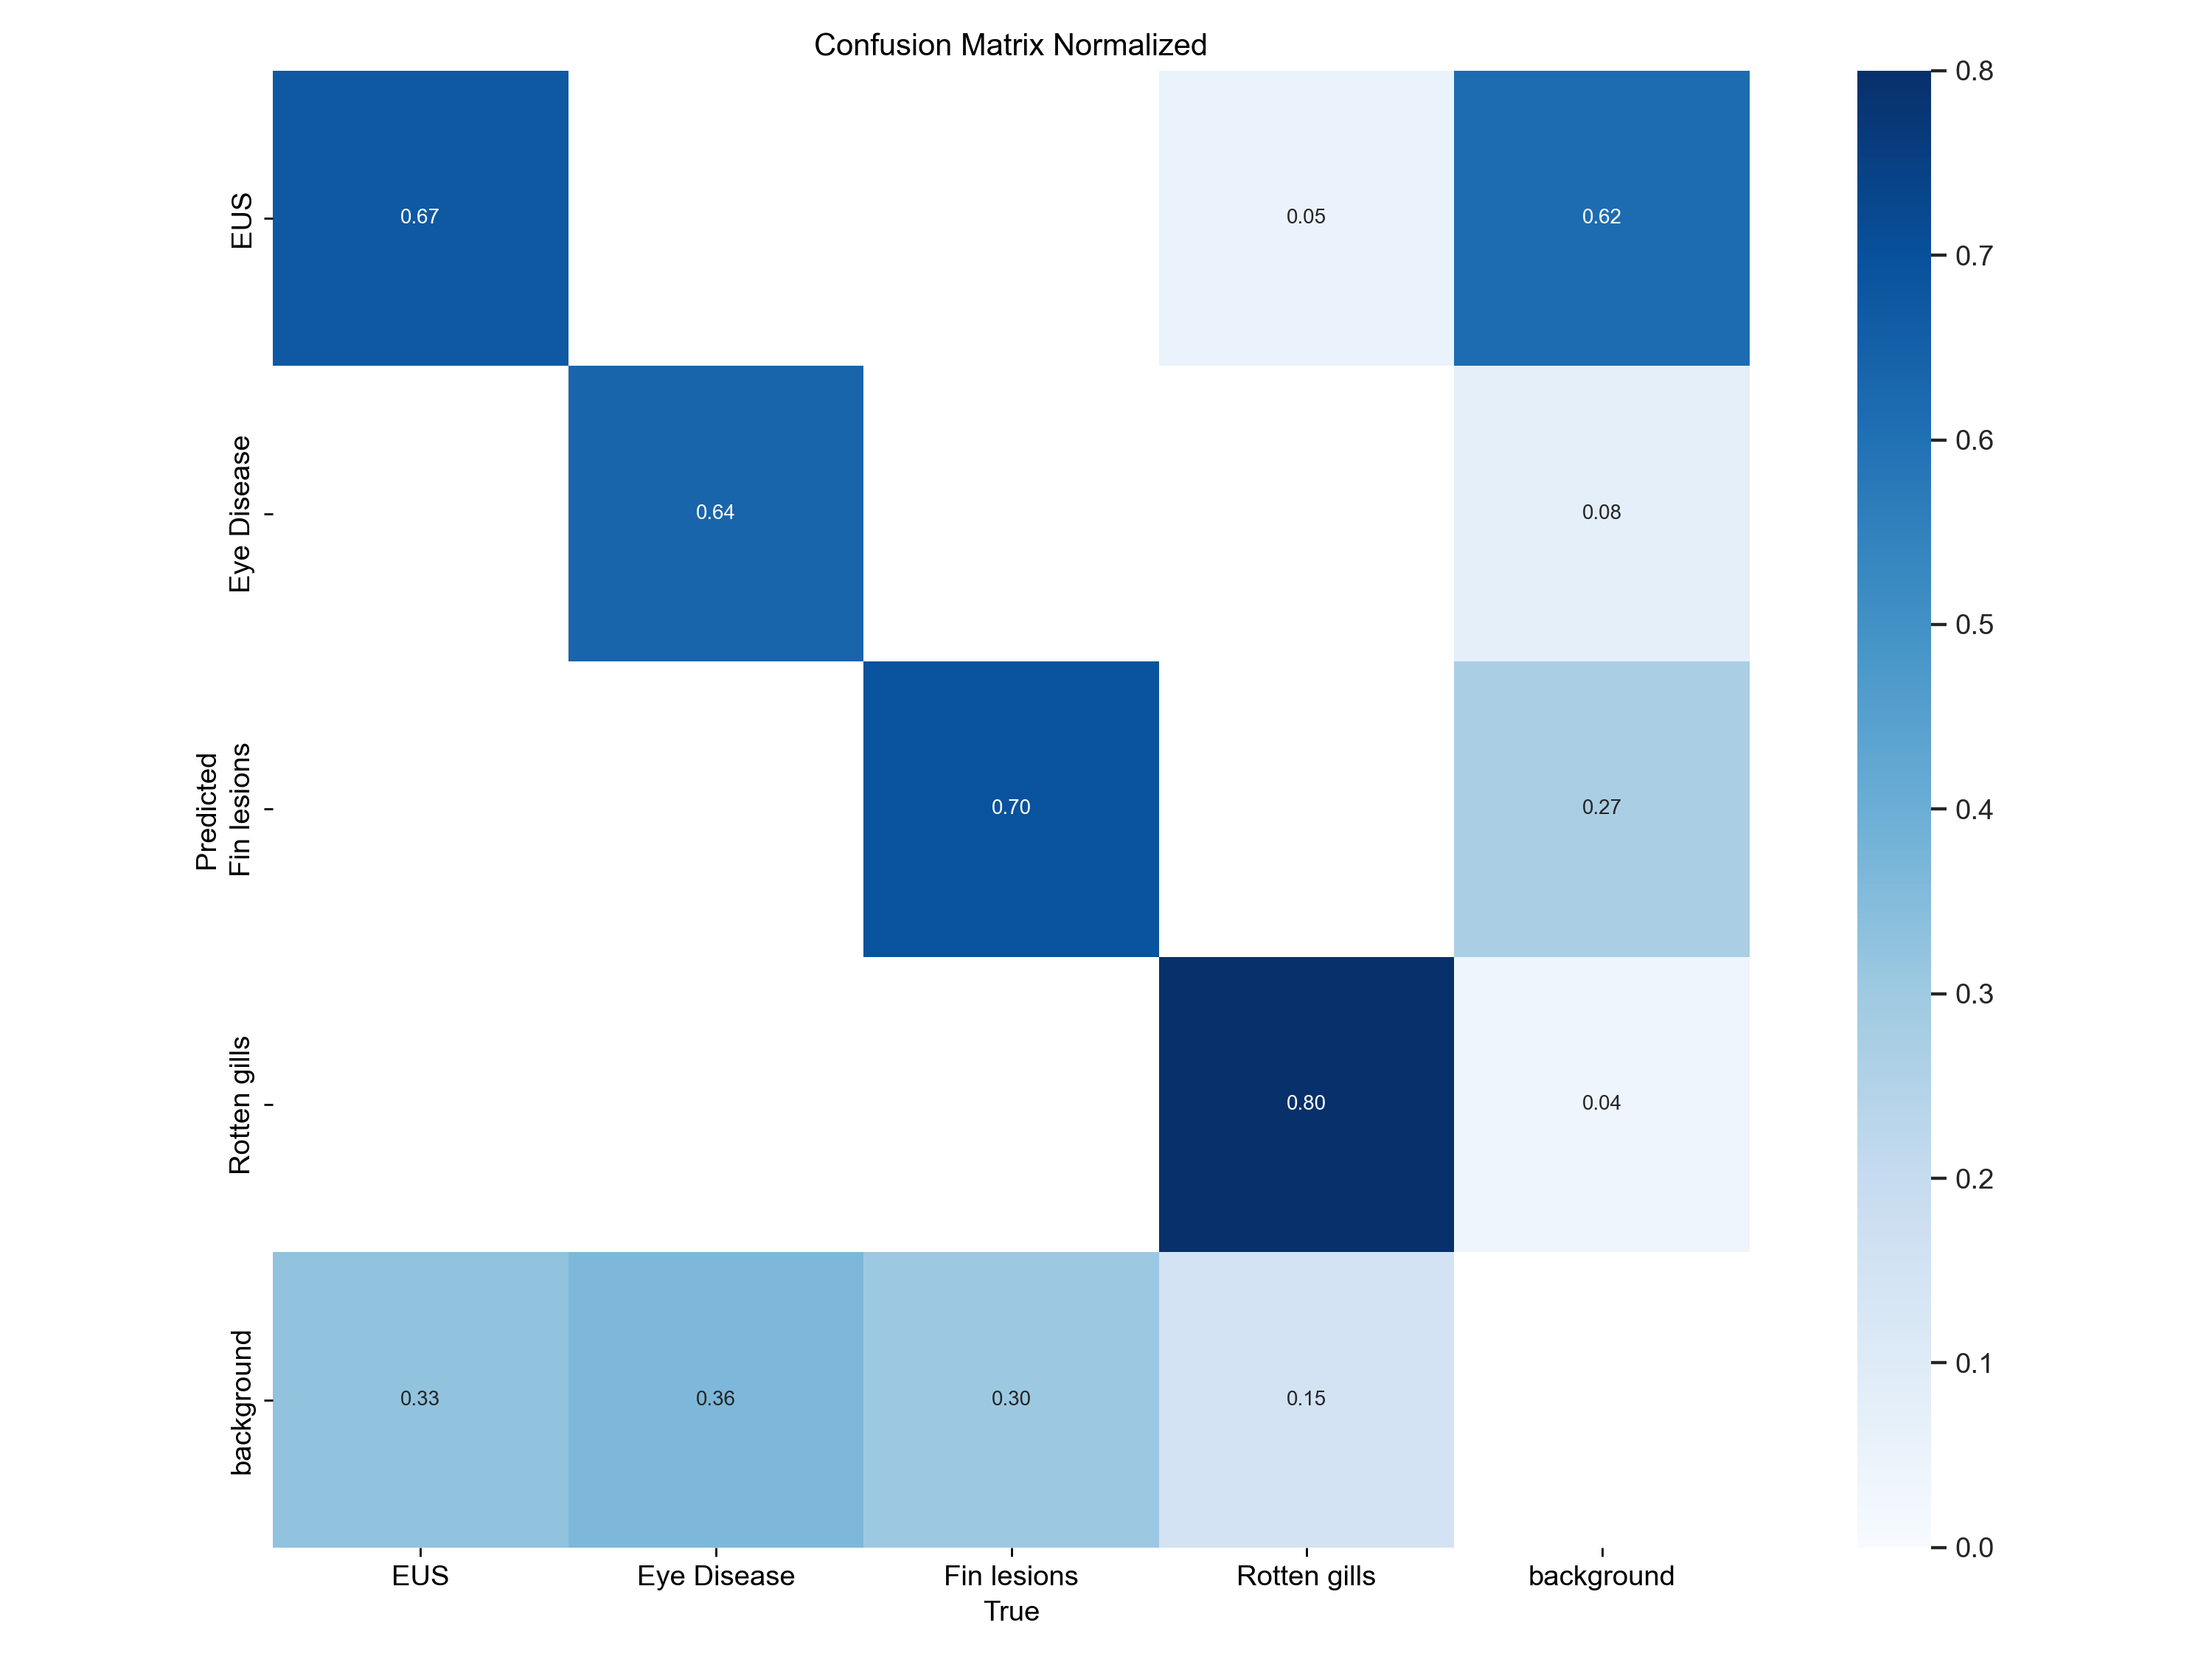 Confusion Matrix Normalized
EUS
Eye Disease
Fin lesions
Rotten gills
background
Predicted
0.67
0.05
0.62
0.64
0.08
0.70
0.27
0.80
0.04
0.33
0.36
0.30
0.15
EUS
Eye Disease
Fin lesions
Rotten gills
background
True
0.8
0.7
0.6
0.5
0.4
0.3
0.2
0.1
0.0